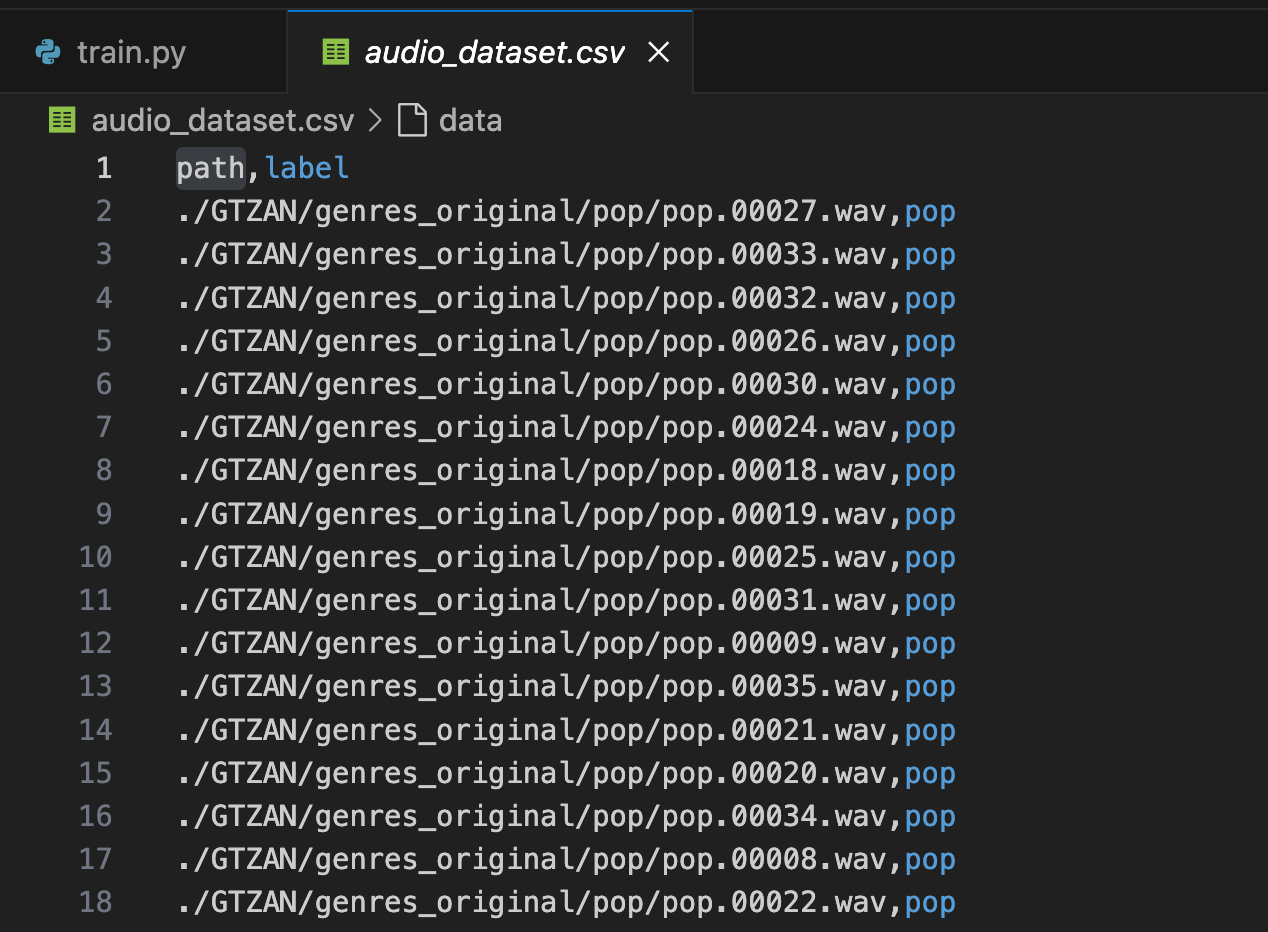 train.py
audio_dataset.csv
audio_dataset.csv > data
1 path,label
2 ./GTZAN/genres_original/pop/pop.00027.wav,pop
3 ./GTZAN/genres_original/pop/pop.00033.wav,pop
4 ./GTZAN/genres_original/pop/pop.00032.wav,pop
5 ./GTZAN/genres_original/pop/pop.00026.wav,pop
6 ./GTZAN/genres_original/pop/pop.00030.wav,pop
7 ./GTZAN/genres_original/pop/pop.00024.wav,pop
8 ./GTZAN/genres_original/pop/pop.00018.wav,pop
9 ./GTZAN/genres_original/pop/pop.00019.wav,pop
10 ./GTZAN/genres_original/pop/pop.00025.wav,pop
11 ./GTZAN/genres_original/pop/pop.00031.wav,pop
12 ./GTZAN/genres_original/pop/pop.00009.wav,pop
13 ./GTZAN/genres_original/pop/pop.00035.wav,pop
14 ./GTZAN/genres_original/pop/pop.00021.wav,pop
15 ./GTZAN/genres_original/pop/pop.00020.wav,pop
16 ./GTZAN/genres_original/pop/pop.00034.wav,pop
17 ./GTZAN/genres_original/pop/pop.00008.wav,pop
18 ./GTZAN/genres_original/pop/pop.00022.wav,pop